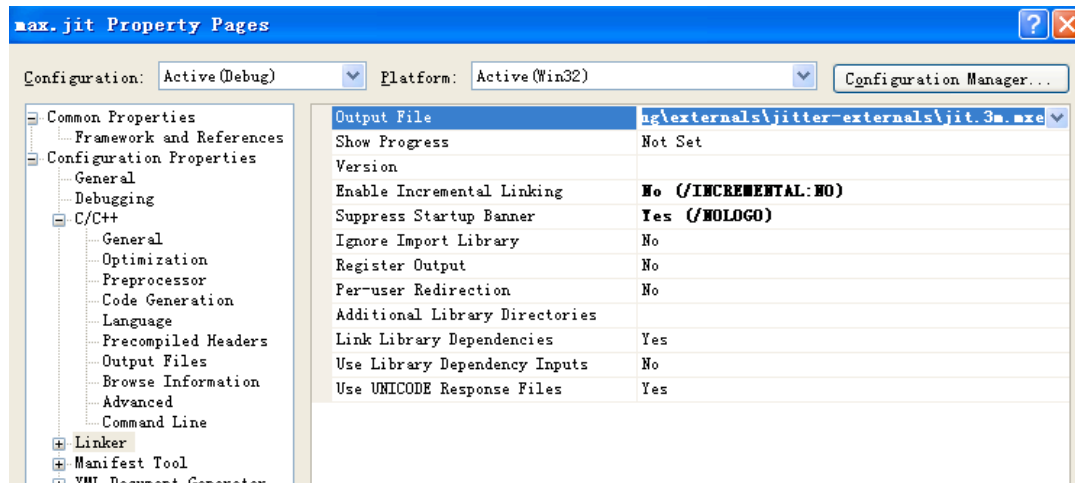 max.jit Property Pages
Configuration: Active(Debug) Platform: Active(Win32) Configuration Manager...
Common Properties
Framework and References
Configuration Properties
General
Debugging
C/C++
General
Optimization
Preprocessor
Code Generation
Language
Precompiled Headers
Output Files
Browse Information
Advanced
Command Line
Linker
Manifest Tool
XML Document Generator
Output File ng\externals\jitter-externals\jit.3m.mxe
Show Progress Not Set
Version
Enable Incremental Linking No (/INCREMENTAL:NO)
Suppress Startup Banner Yes (/NOLOGO)
Ignore Import Library No
Register Output No
Per-user Redirection No
Additional Library Directories
Link Library Dependencies Yes
Use Library Dependency Inputs No
Use UNICODE Response Files Yes